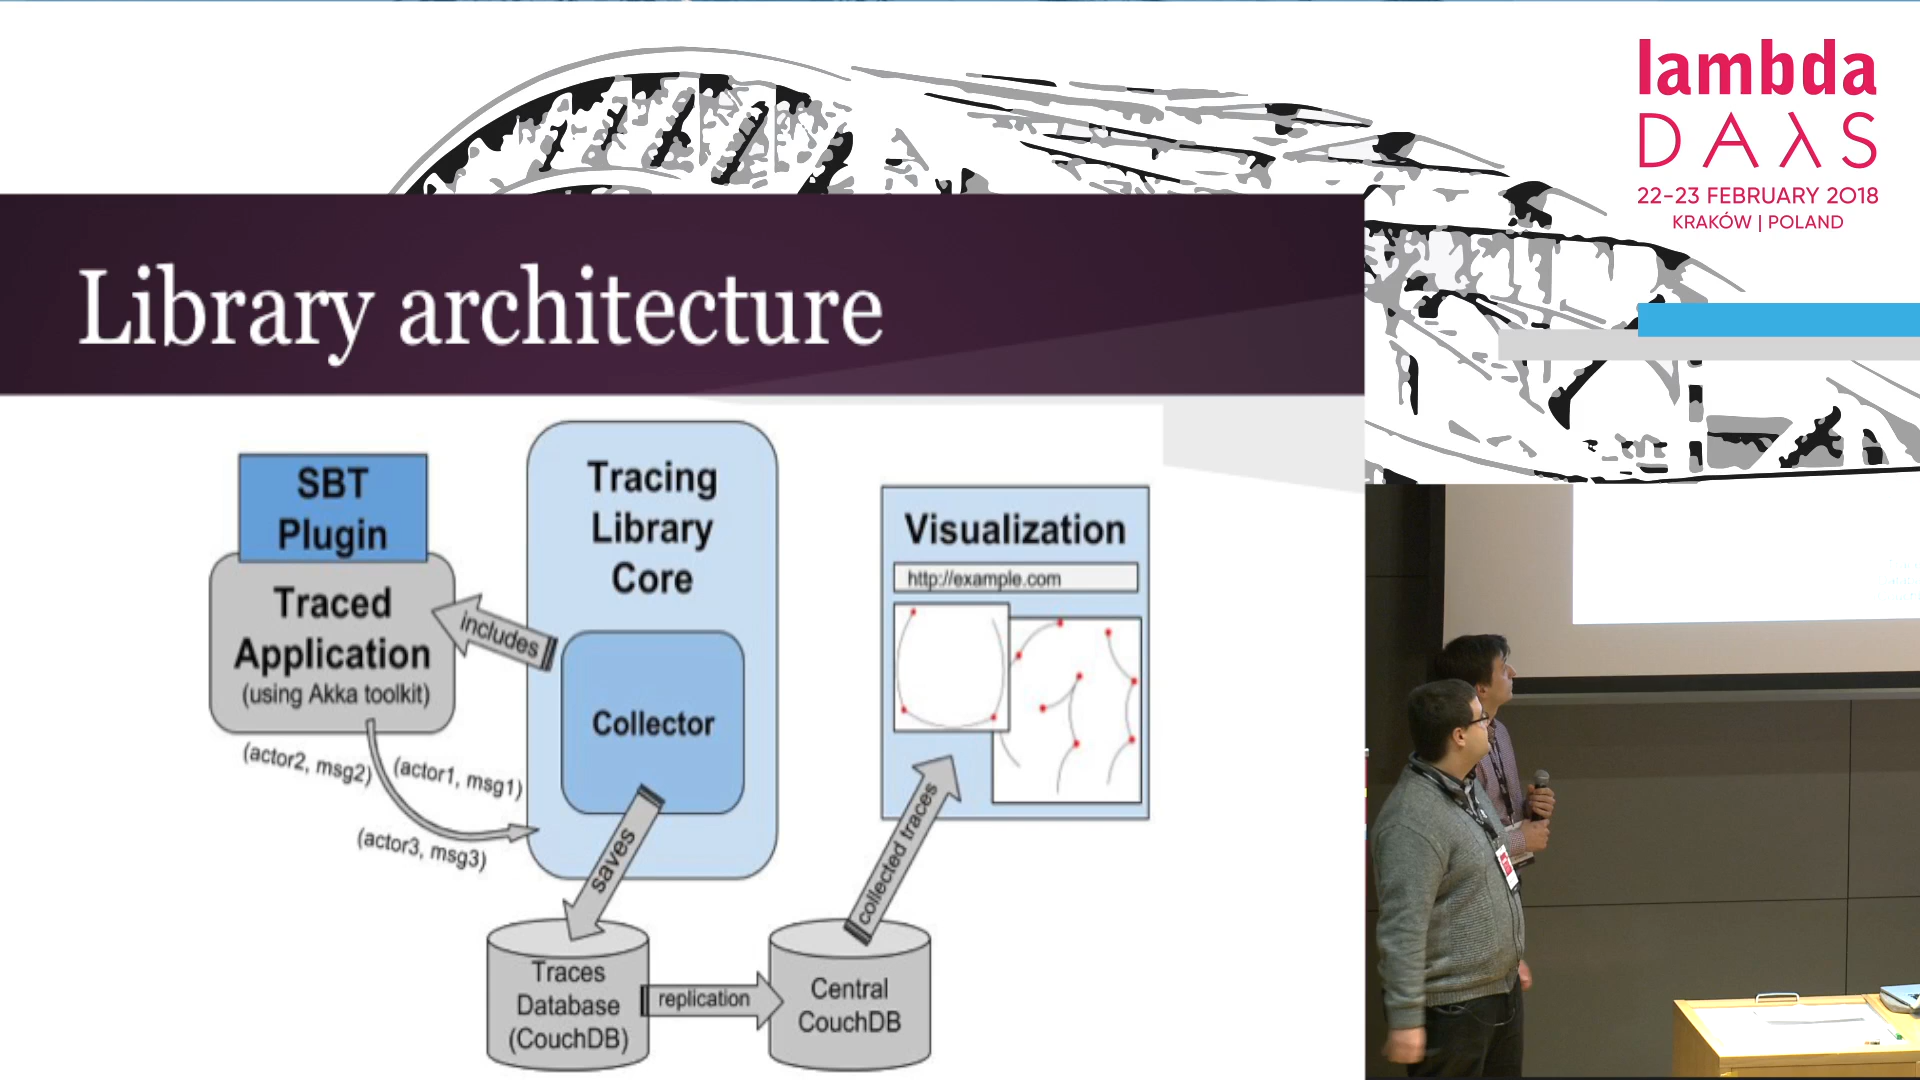 lambda
DAλS
22-23 FEBRUARY 2018
KRAKÓW | POLAND
Library architecture
SBT
Plugin
Traced
Application
(using Akka toolkit)
includes
Tracing
Library
Core
Collector
(actor2, msg2)
(actor1, msg1)
(actor3, msg3)
saves
Traces
Database
(CouchDB)
replication
Central
CouchDB
collected traces
Visualization
http://example.com